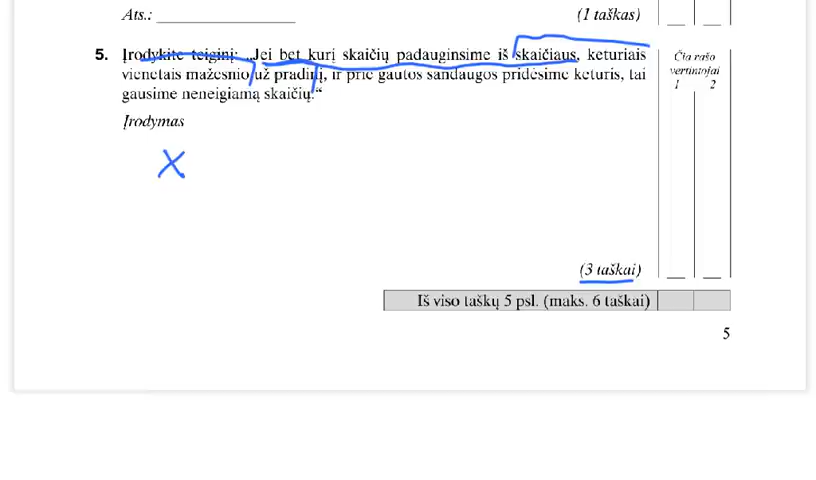 Ats.: ____________________ (1 taškas)
5. Įrodykite teiginį: „Jei bet kurį skaičių padauginsime iš skaičiaus, keturiais
vienetais mažesnio už pradinį, ir prie gautos sandaugos pridėsime keturis, tai
gausime neneigiamą skaičių.“
Čia rašo
vertintojai
1 2
Įrodymas
X
(3 taškai)
Iš viso taškų 5 psl. (maks. 6 taškai)
5